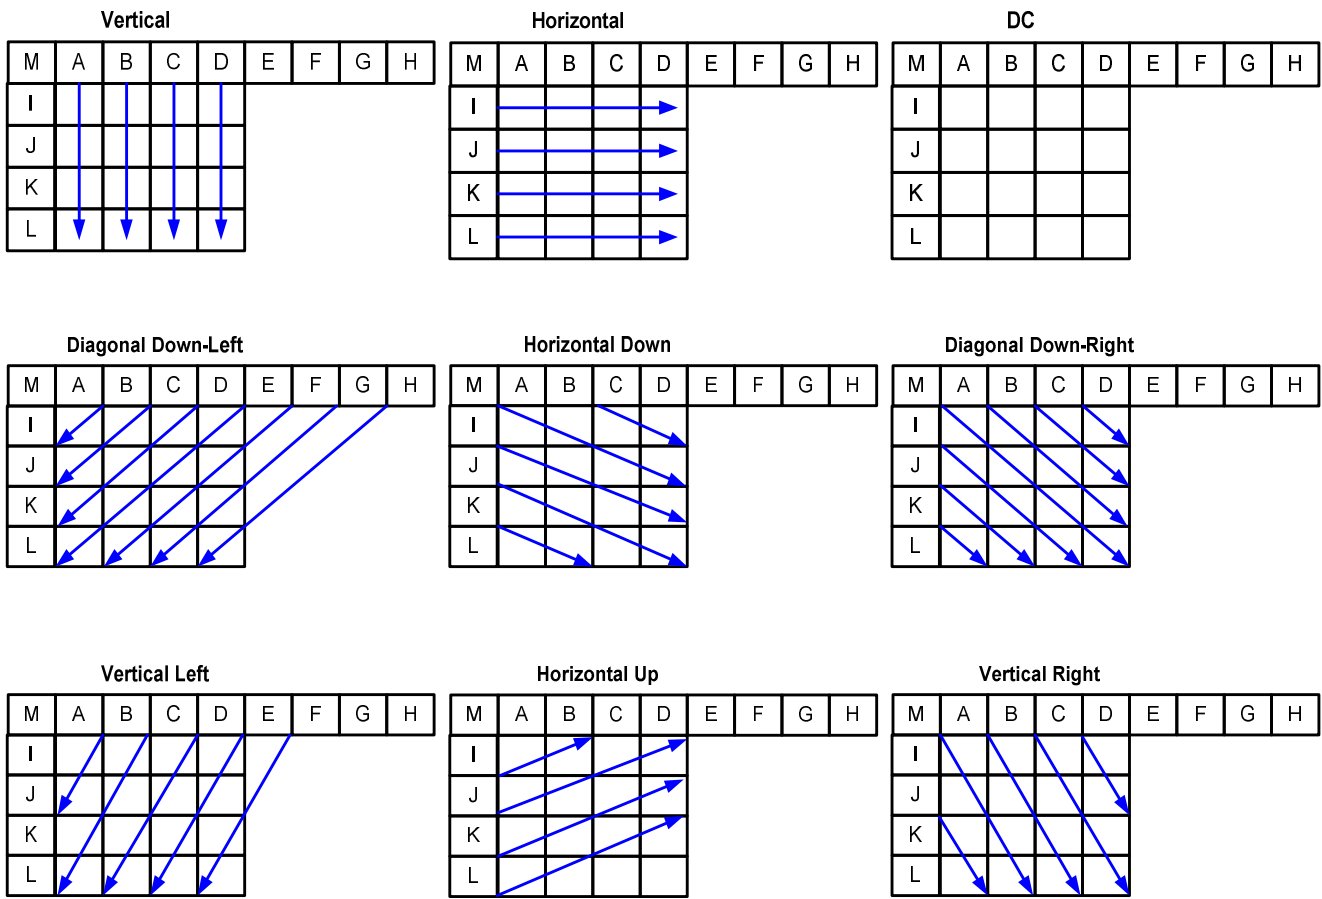 Vertical Horizontal DC
M A B C D E F G H M A B C D E F G H M A B C D E F G H
I I I
J J J
K K K
L L L
Diagonal Down-Left Horizontal Down Diagonal Down-Right
M A B C D E F G H M A B C D E F G H M A B C D E F G H
I I I
J J J
K K K
L L L
Vertical Left Horizontal Up Vertical Right
M A B C D E F G H M A B C D E F G H M A B C D E F G H
I I I
J J J
K K K
L L L